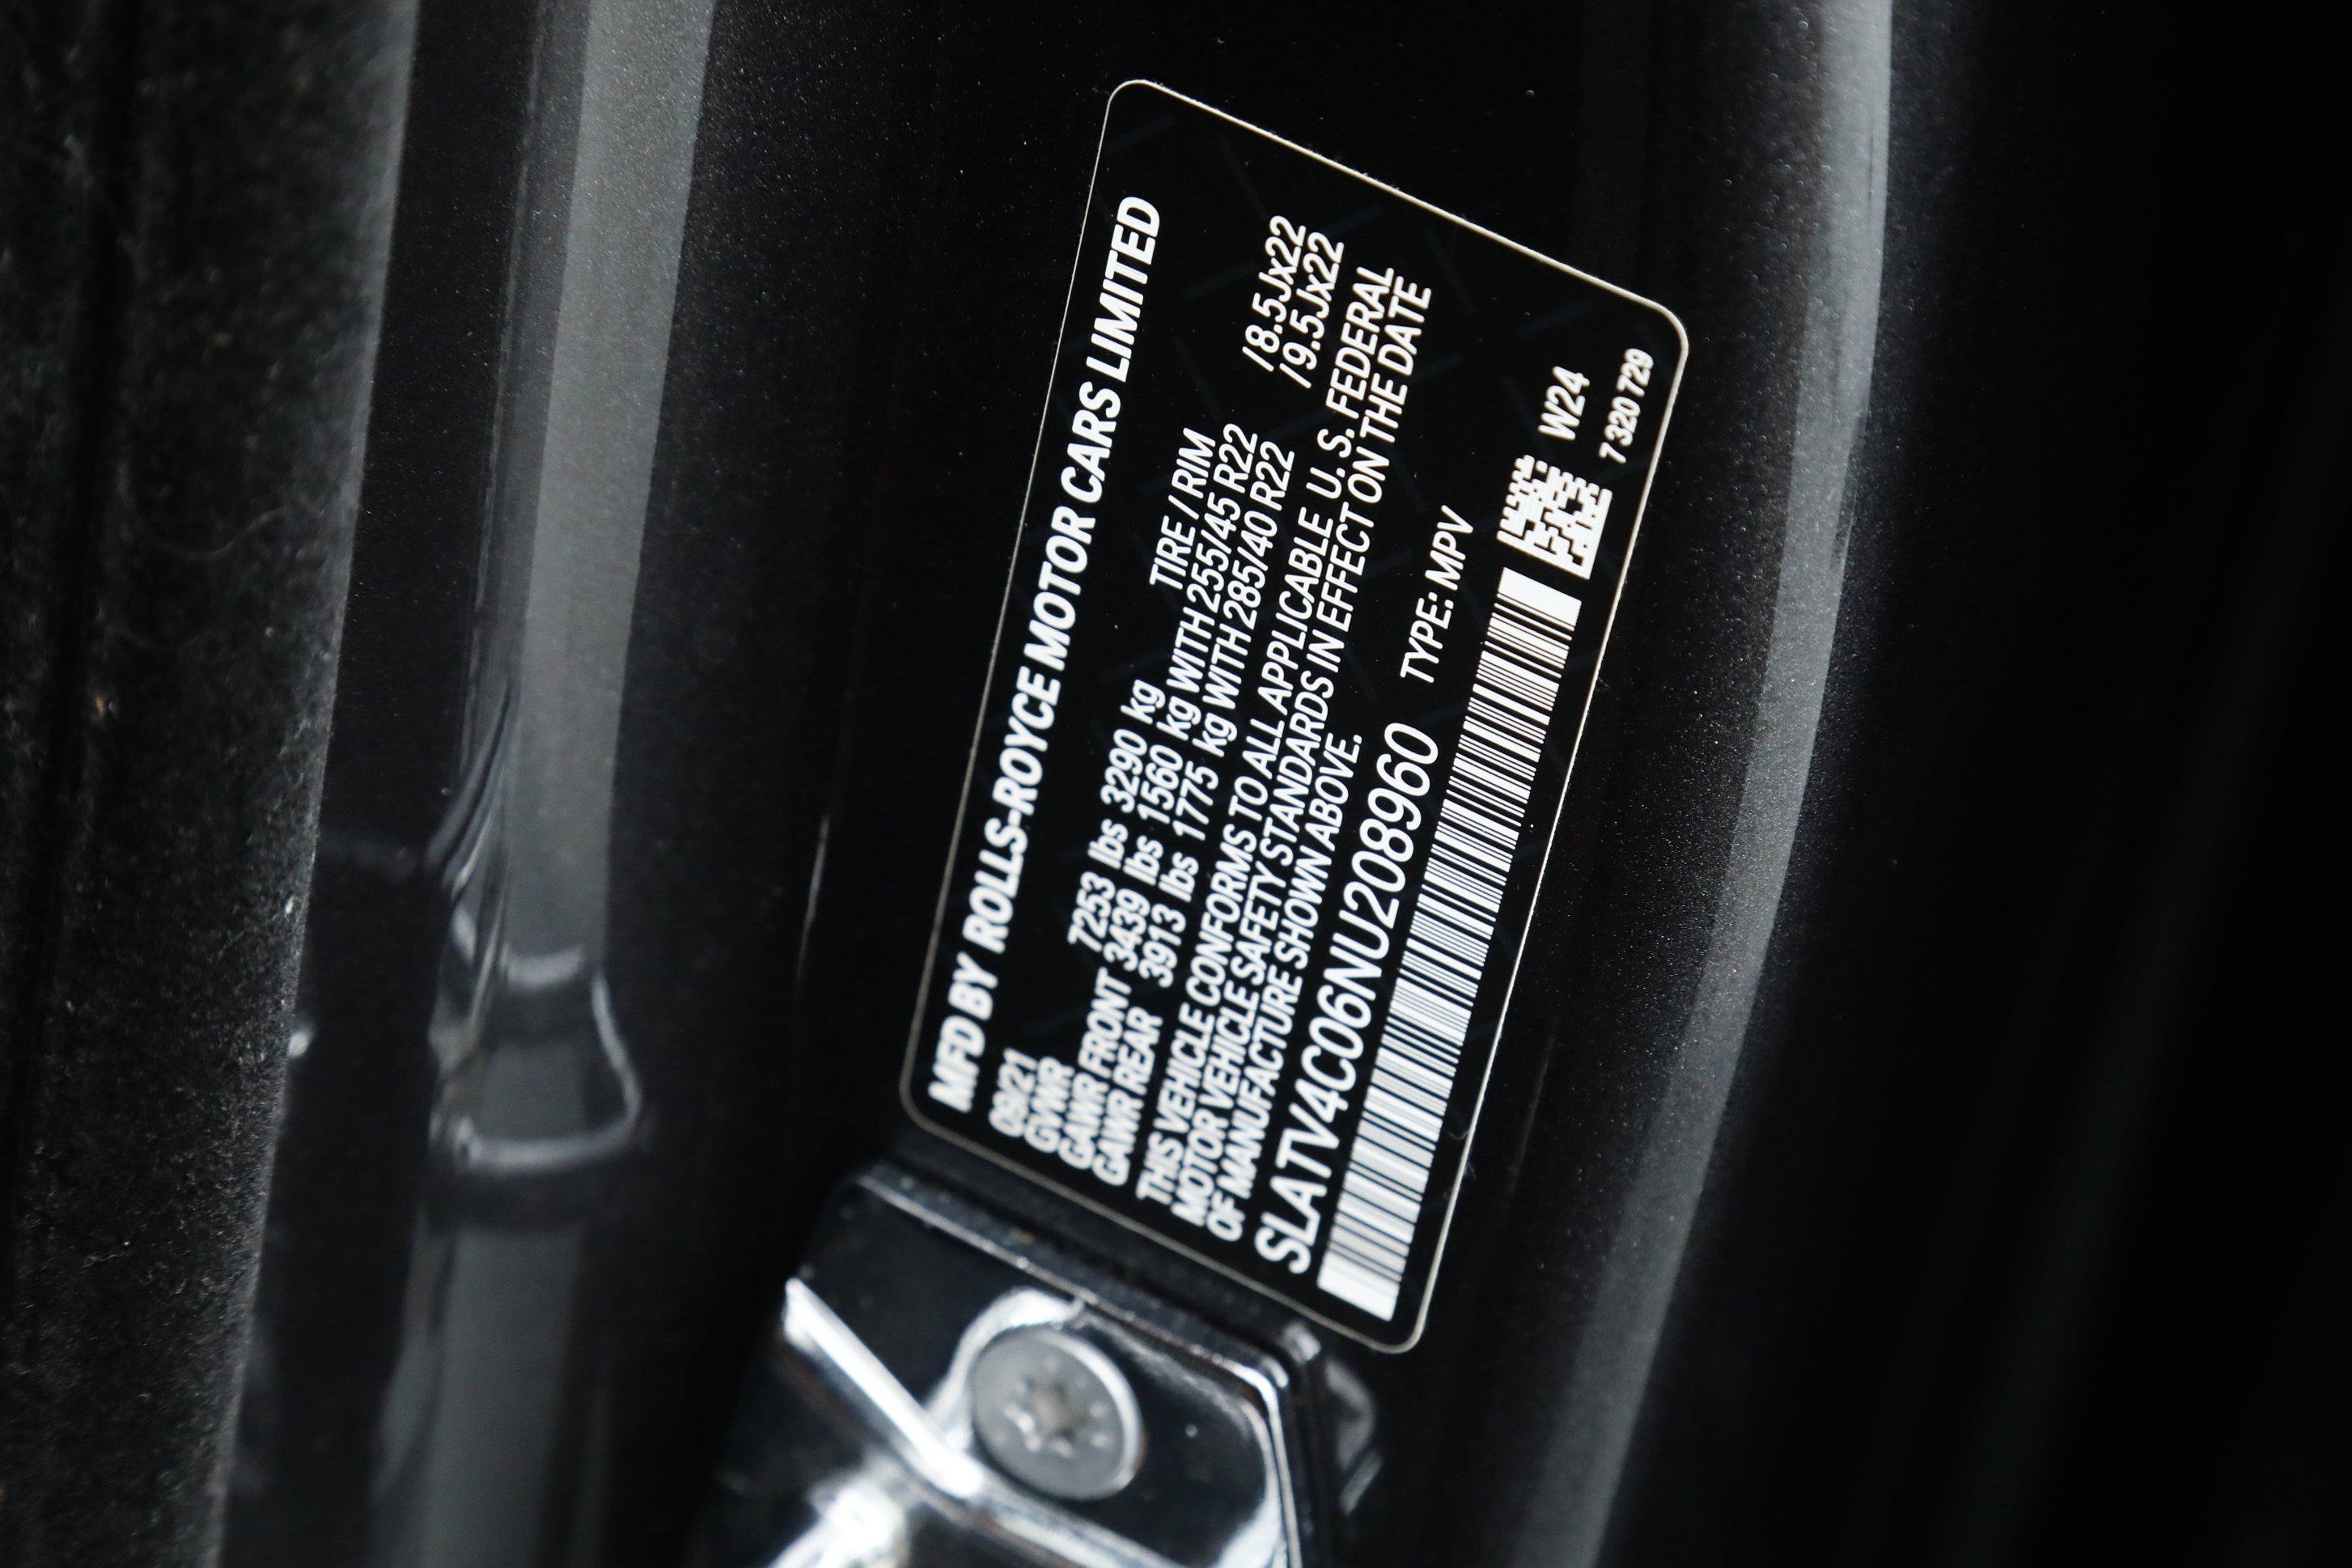 MFD BY ROLLS-ROYCE MOTOR CARS LIMITED
09/21 TIRE / RIM
GVWR 7253 lbs 3290 kg
GAWR FRONT 3439 lbs 1560 kg WITH 255/45 R22 / 8.5Jx22
GAWR REAR 3913 lbs 1775 kg WITH 285/40 R22 / 9.5Jx22
THIS VEHICLE CONFORMS TO ALL APPLICABLE U. S. FEDERAL
MOTOR VEHICLE SAFETY STANDARDS IN EFFECT ON THE DATE
OF MANUFACTURE SHOWN ABOVE.
SLATV4C06NU208960 TYPE: MPV
W24
7 320 729